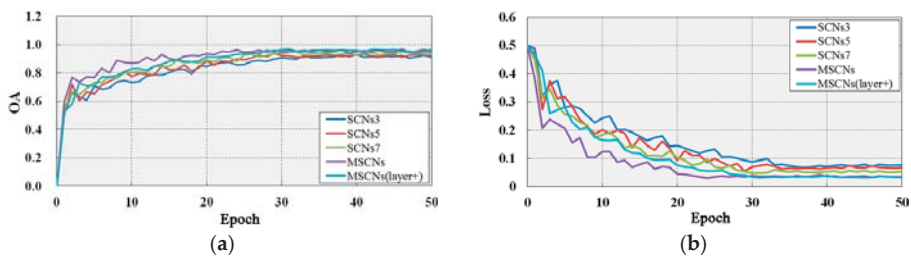 1.2
1.0
0.8
0.6
0.4
0.2
0.0
OA
0 10 20 30 40 50
Epoch
SCNs3
SCNs5
SCNs7
MSCNs
MSCNs(layer+)
(a)
0.6
0.5
0.4
0.3
0.2
0.1
0
Loss
0 10 20 30 40 50
Epoch
SCNs3
SCNs5
SCNs7
MSCNs
MSCNs(layer+)
(b)